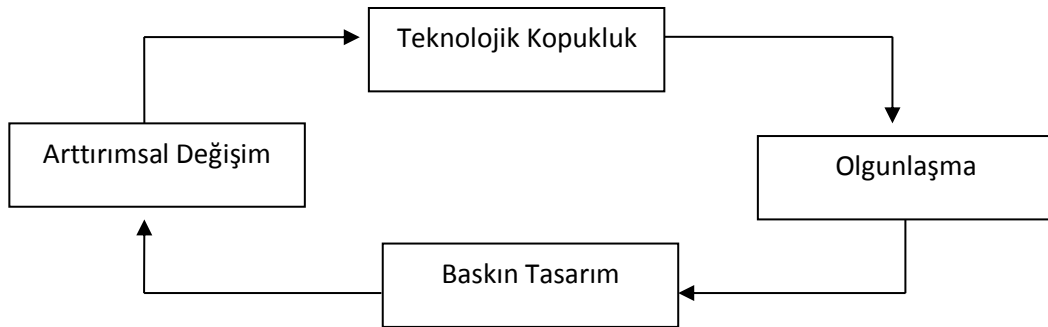 Teknolojik Kopukluk
Arttırımsal Değişim
Olgunlaşma
Baskın Tasarım